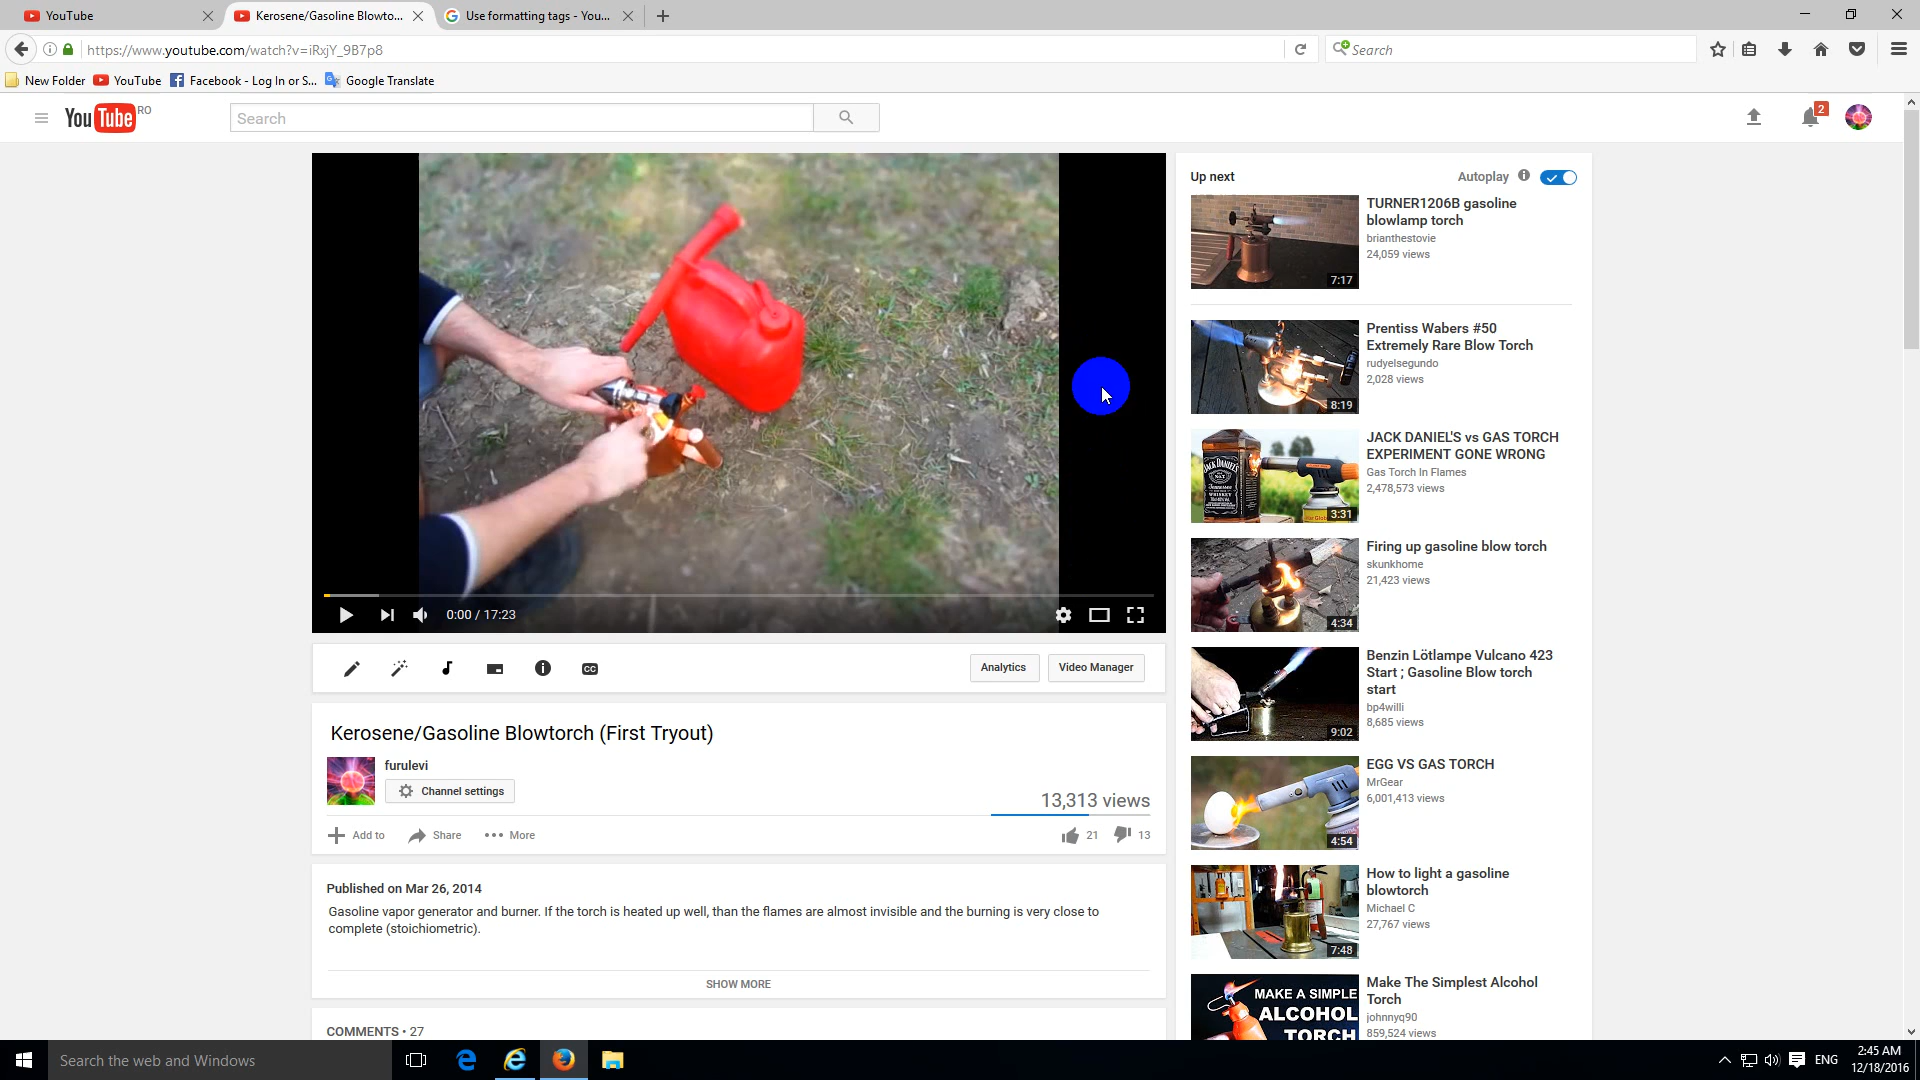 YouTube
Kerosene/Gasoline Blowto...
Use formatting tags - You...
https://www.youtube.com/watch?v=iRxjY_9B7p8
Search
New Folder
YouTube
Facebook - Log In or S...
Google Translate
YouTube RO
Search
2
Up next
Autoplay
TURNER1206B gasoline
blowlamp torch
brianthestovie
24,059 views
7:17
Prentiss Wabers #50
Extremely Rare Blow Torch
rudyelsegundo
2,028 views
8:19
JACK DANIEL'S vs GAS TORCH
EXPERIMENT GONE WRONG
Gas Torch In Flames
2,478,573 views
3:31
Firing up gasoline blow torch
skunkhome
21,423 views
4:34
Benzin Lötlampe Vulcano 423
Start ; Gasoline Blow torch
start
bp4willi
8,685 views
9:02
EGG VS GAS TORCH
MrGear
6,001,413 views
4:54
How to light a gasoline
blowtorch
Michael C
27,767 views
7:48
MAKE A SIMPLE
ALCOHOL
TORCH
Make The Simplest Alcohol
Torch
johnnyq90
859,524 views
0:00 / 17:23
CC
Analytics
Video Manager
Kerosene/Gasoline Blowtorch (First Tryout)
furulevi
Channel settings
13,313 views
Add to
Share
More
21
13
Published on Mar 26, 2014
Gasoline vapor generator and burner. If the torch is heated up well, than the flames are almost invisible and the burning is very close to
complete (stoichiometric).
SHOW MORE
COMMENTS • 27
Search the web and Windows
ENG
2:45 AM
12/18/2016